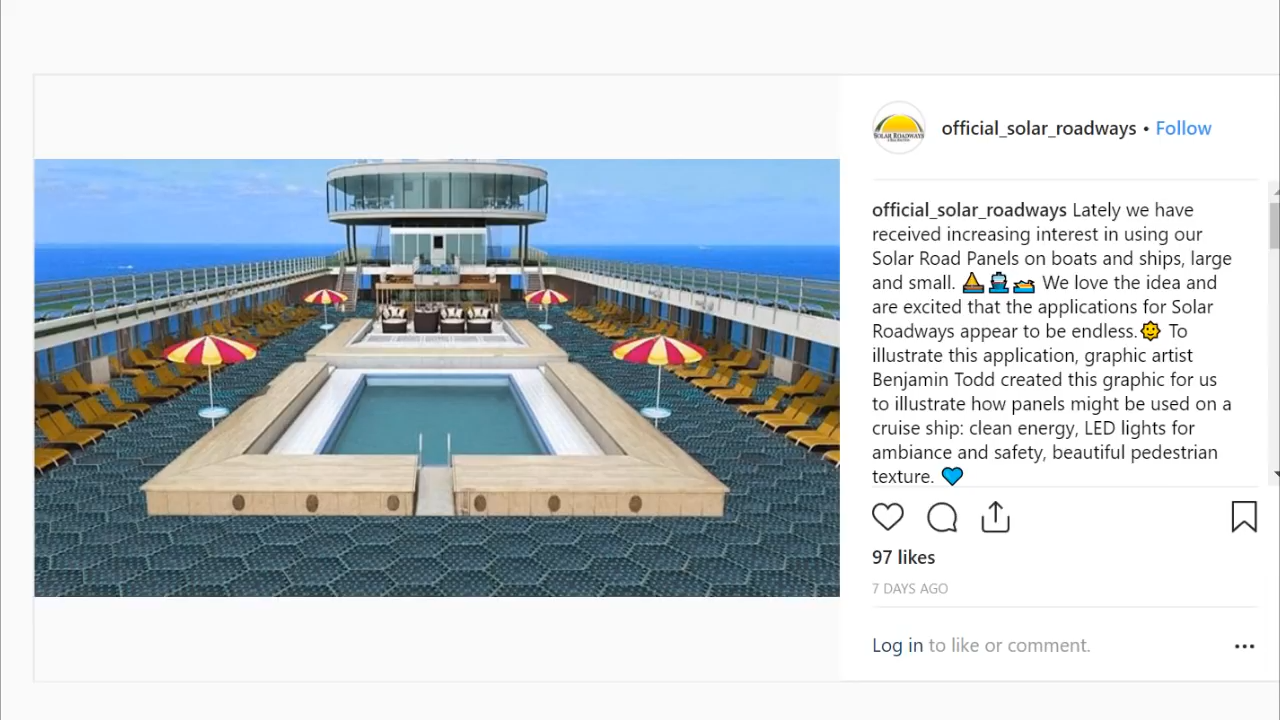 official_solar_roadways • Follow
SOLAR ROADWAYS
official_solar_roadways Lately we have
received increasing interest in using our
Solar Road Panels on boats and ships, large
and small. ⛵🚢🚤 We love the idea and
are excited that the applications for Solar
Roadways appear to be endless.🌞 To
illustrate this application, graphic artist
Benjamin Todd created this graphic for us
to illustrate how panels might be used on a
cruise ship: clean energy, LED lights for
ambiance and safety, beautiful pedestrian
texture. 💙
97 likes
7 DAYS AGO
Log in to like or comment.